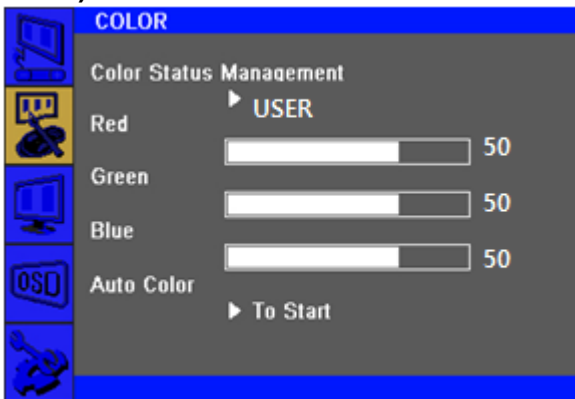 COLOR
Color Status Management
USER
Red
50
Green
50
Blue
50
Auto Color
To Start
OSD